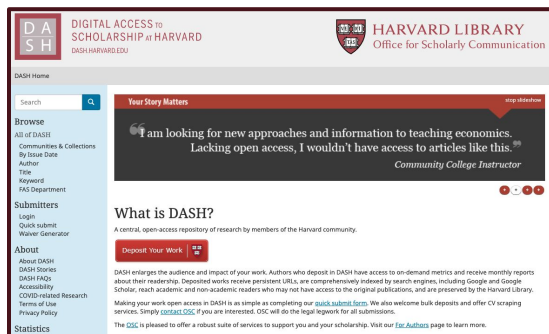 DA
SH
DIGITAL ACCESS TO
SCHOLARSHIP AT HARVARD
DASH.HARVARD.EDU
HARVARD LIBRARY
Office for Scholarly Communication
DASH Home
Search
Browse
All of DASH
Communities & Collections
By Issue Date
Author
Title
Keyword
FAS Department
Submitters
Login
Quick submit
Waiver Generator
About
About DASH
DASH Stories
DASH FAQs
Accessibility
COVID-related Research
Terms of Use
Privacy Policy
Statistics
Your Story Matters
stop slideshow
“I am looking for new approaches and information to teaching economics.
Lacking open access, I wouldn't have access to articles like this.”
Community College Instructor
What is DASH?
A central, open-access repository of research by members of the Harvard community.
Deposit Your Work
DASH enlarges the audience and impact of your work. Authors who deposit in DASH have access to on-demand metrics and receive monthly reports
about their readership. Deposited works receive persistent URLs, are comprehensively indexed by search engines, including Google and Google
Scholar, reach academic and non-academic readers who may not have access to the original publications, and are preserved by the Harvard Library.
Making your work open access in DASH is as simple as completing our quick submit form. We also welcome bulk deposits and offer CV scraping
services. Simply contact OSC if you are interested. OSC will do the legal legwork for all submissions.
The OSC is pleased to offer a robust suite of services to support you and your scholarship. Visit our For Authors page to learn more.